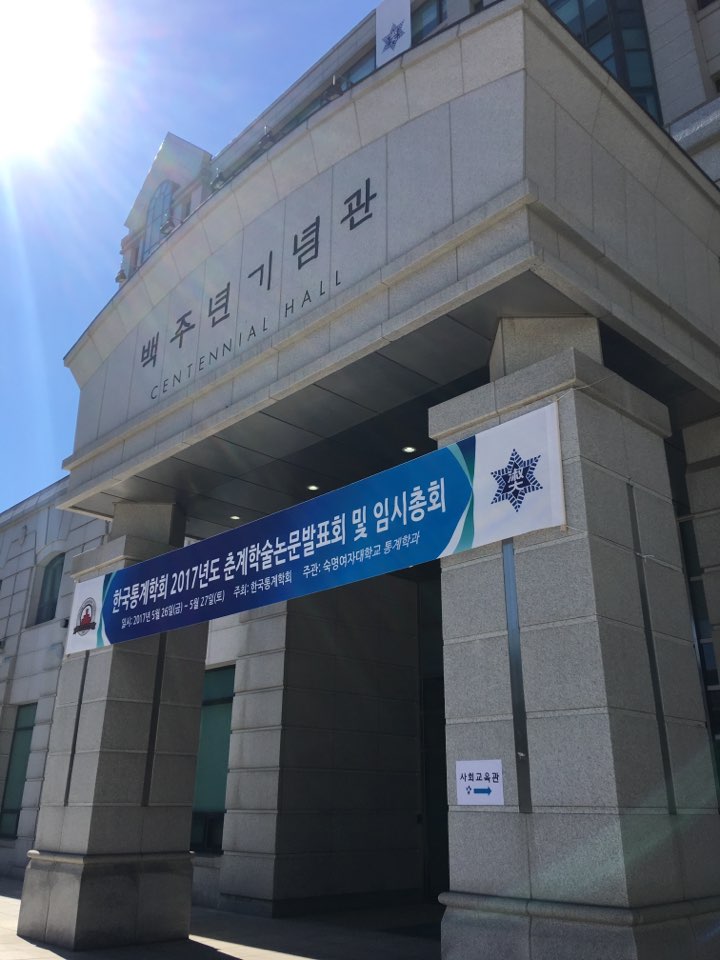 백주년기념관
CENTENNIAL HALL
한국통계학회 2017년도 춘계학술논문발표회 및 임시총회
일시: 2017년 5월 26일(금) ~ 5월 27일(토) 주최: 한국통계학회 주관: 숙명여자대학교 통계학과
사회교육관